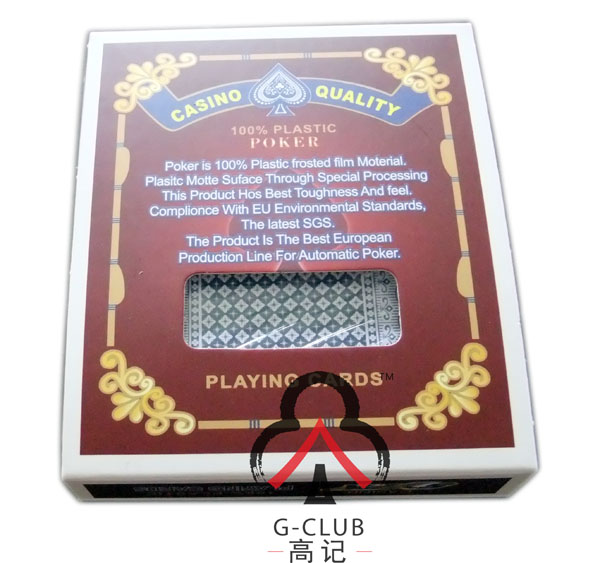 CASINO QUALITY
100% PLASTIC
POKER
Poker is 100% Plastic frosted film Moterial.
Plasitc Motte Suface Through Special Processing
This Product Hos Best Toughness And feel.
Complionce With EU Environmental Standards,
The latest SGS.
The Product Is The Best European
Production Line For Automatic Poker.
PLAYING CARDS™
G-CLUB
高记